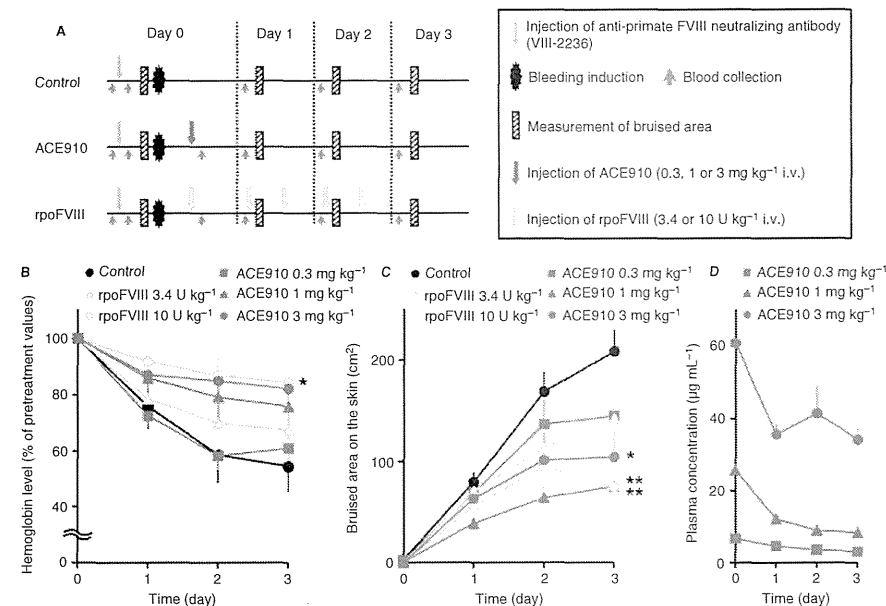 A
Day 0
Day 1
Day 2
Day 3
Control
ACE910
rpoFVIII
Injection of anti-primate FVIII neutralizing antibody
(VIII-2236)
Bleeding induction
Blood collection
Measurement of bruised area
Injection of ACE910 (0.3, 1 or 3 mg kg⁻¹ i.v.)
Injection of rpoFVIII (3.4 or 10 U kg⁻¹ i.v.)
B
Control
ACE910 0.3 mg kg⁻¹
rpoFVIII 3.4 U kg⁻¹
ACE910 1 mg kg⁻¹
rpoFVIII 10 U kg⁻¹
ACE910 3 mg kg⁻¹
Hemoglobin level (% of pretreatment values)
100
80
60
40
0
*
0 1 2 3
Time (day)
C
Control
ACE910 0.3 mg kg⁻¹
rpoFVIII 3.4 U kg⁻¹
ACE910 1 mg kg⁻¹
rpoFVIII 10 U kg⁻¹
ACE910 3 mg kg⁻¹
Bruised area on the skin (cm²)
200
100
0
*
**
**
0 1 2 3
Time (day)
D
ACE910 0.3 mg kg⁻¹
ACE910 1 mg kg⁻¹
ACE910 3 mg kg⁻¹
Plasma concentration (µg mL⁻¹)
60
40
20
0
0 1 2 3
Time (day)